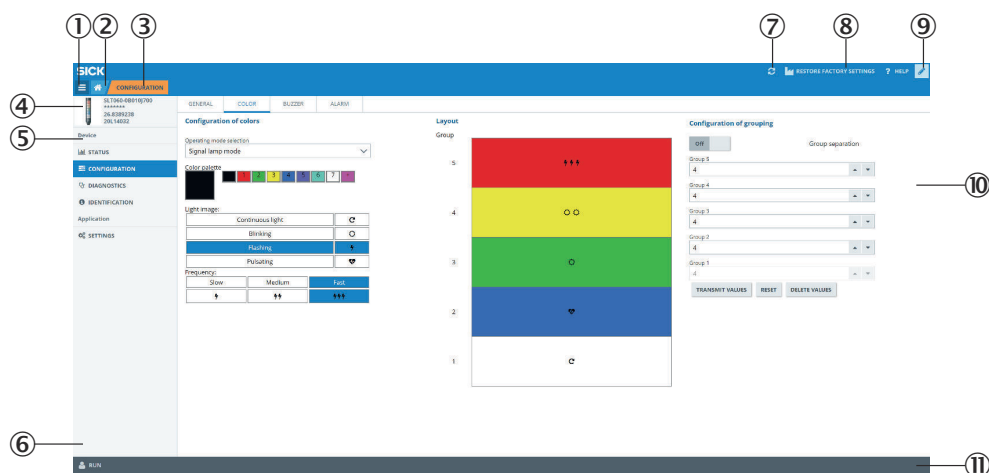 ① ② ③ ⑦ ⑧ ⑨
SICK
RESTORE FACTORY SETTINGS ? HELP
CONFIGURATION
④
SLT060-0B010J700
*******
26.8389238
20L14032
GENERAL COLOR BUZZER ALARM
⑤
Device
STATUS
CONFIGURATION
DIAGNOSTICS
IDENTIFICATION
Application
SETTINGS
⑥
RUN
Configuration of colors
Operating mode selection
Signal lamp mode
Color palette
1 2 3 4 5 6 7 8
Light image:
Continuous light
Blinking
Flashing
Pulsating
Frequency:
Slow Medium Fast
Layout
Group
5
4
3
2
1
Configuration of grouping
Off Group separation
Group 5
4
Group 4
4
Group 3
4
Group 2
4
Group 1
4
TRANSMIT VALUES RESET DELETE VALUES
⑩
⑪